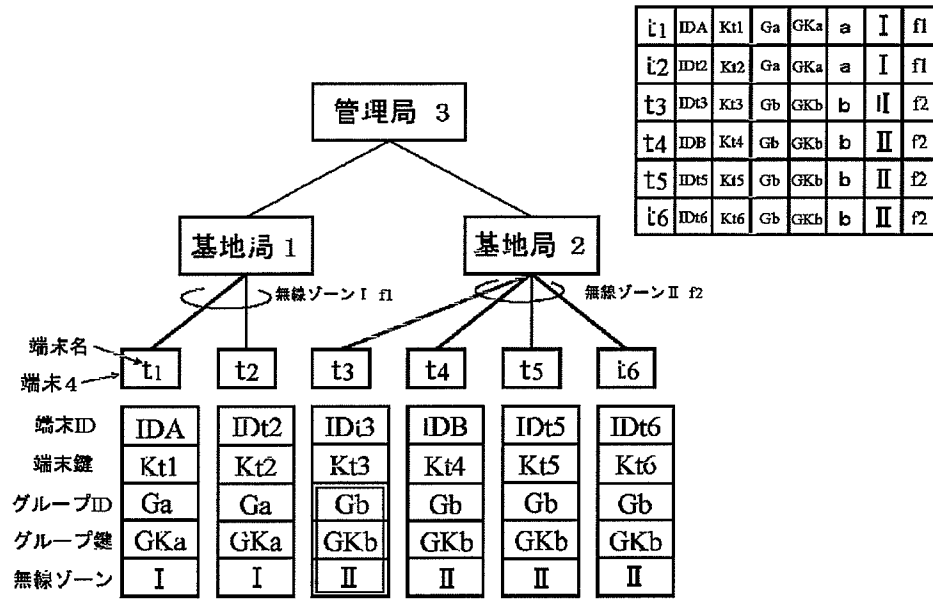 t1 IDA Kt1 Ga GKa a I f1
t2 IDt2 Kt2 Ga GKa a I f1
t3 IDt3 Kt3 Gb GKb b II f2
t4 IDB Kt4 Gb GKb b II f2
t5 IDt5 Kt5 Gb GKb b II f2
t6 IDt6 Kt6 Gb GKb b II f2
管理局 3
基地局 1 基地局 2
無線ゾーンⅠ f1 無線ゾーンⅡ f2
端末名
端末4
t1 t2 t3 t4 t5 t6
端末ID IDA IDt2 IDt3 IDB IDt5 IDt6
端末鍵 Kt1 Kt2 Kt3 Kt4 Kt5 Kt6
グループID Ga Ga Gb Gb Gb Gb
グループ鍵 GKa GKa GKb GKb GKb GKb
無線ゾーン I I II II II II